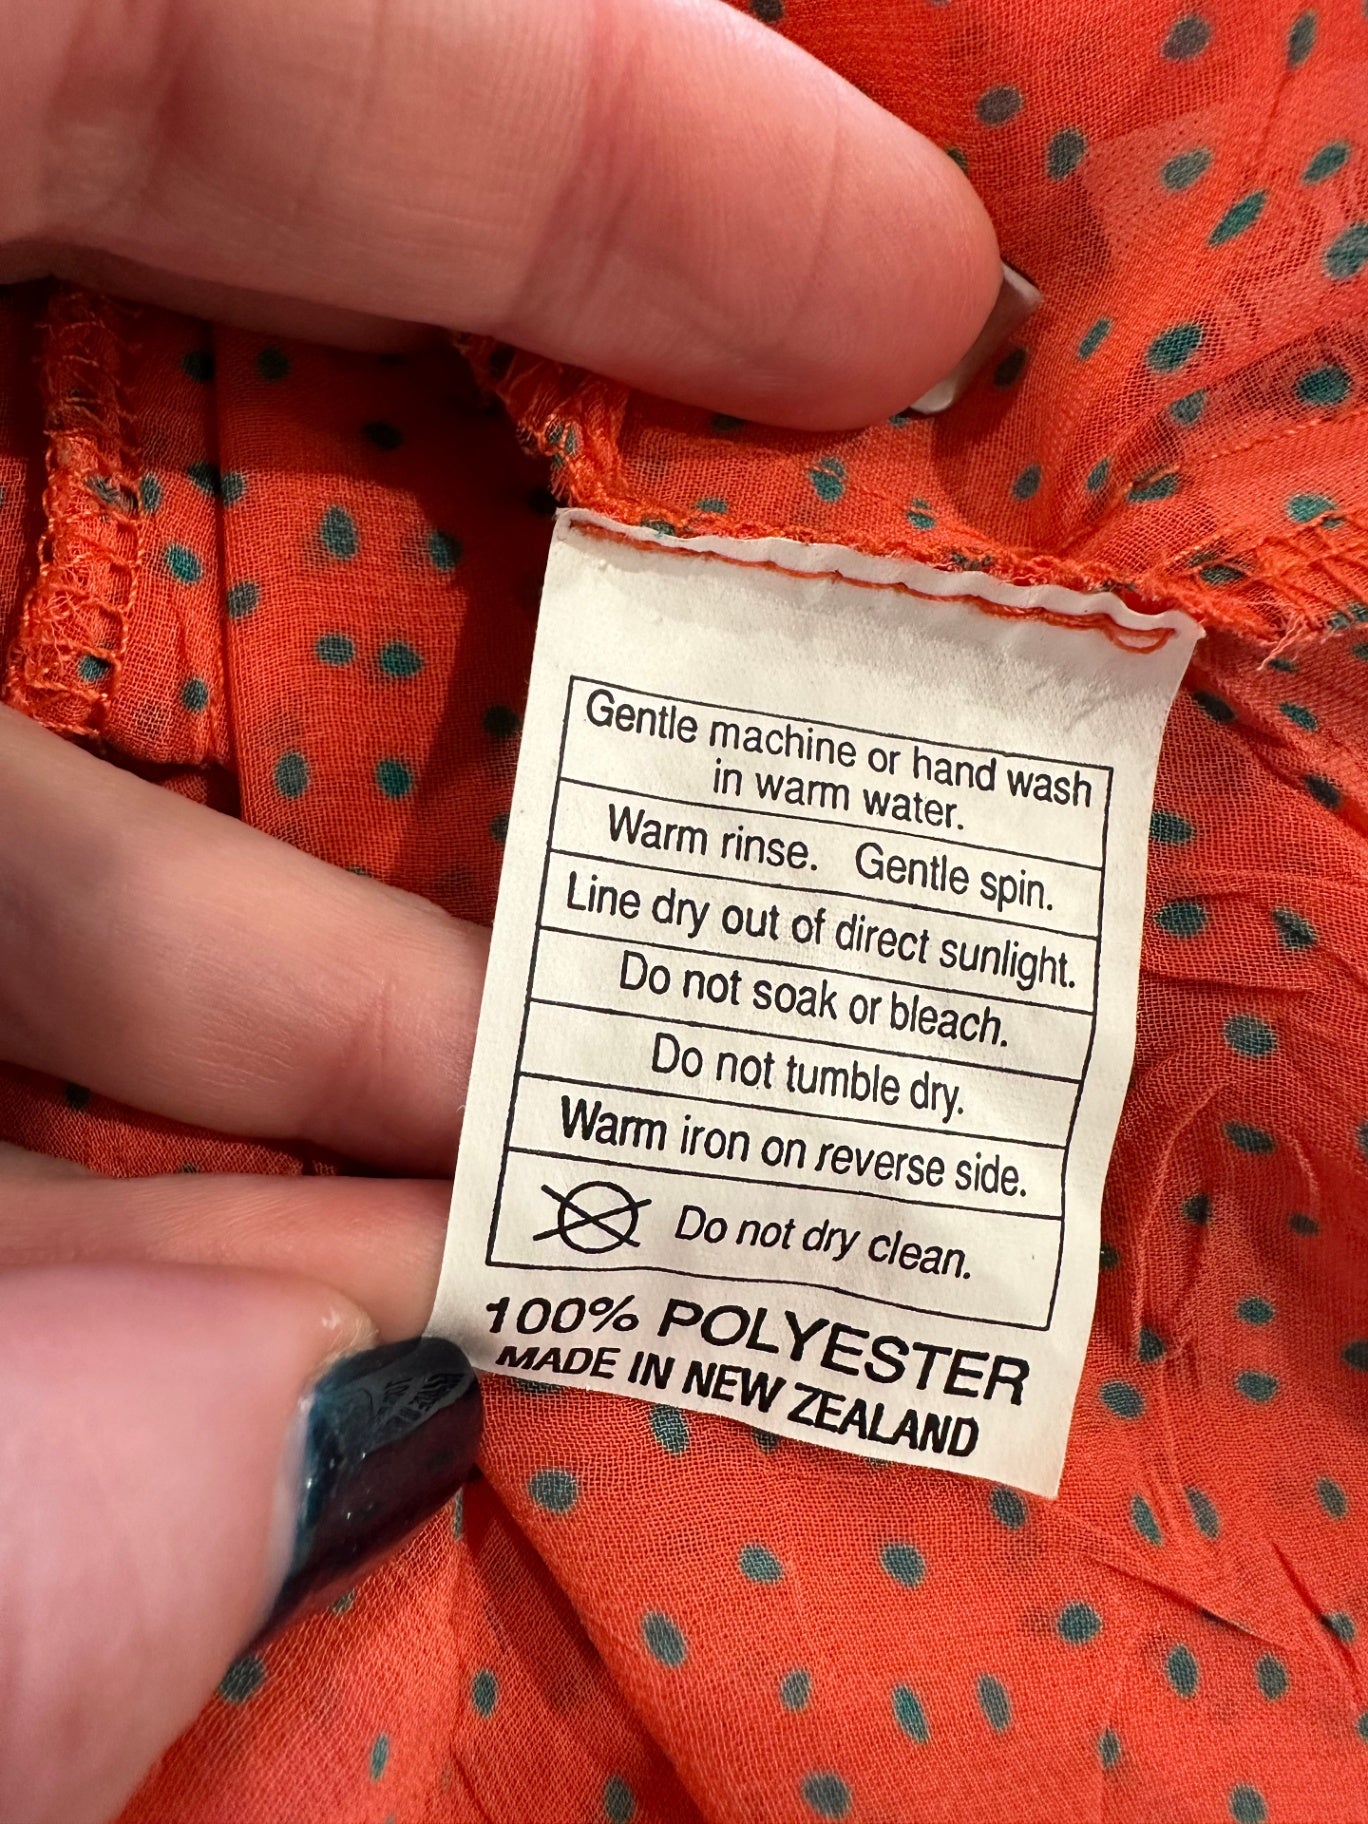 Gentle machine or hand wash
in warm water.
Warm rinse. Gentle spin.
Line dry out of direct sunlight.
Do not soak or bleach.
Do not tumble dry.
Warm iron on reverse side.
Do not dry clean.
100% POLYESTER
MADE IN NEW ZEALAND